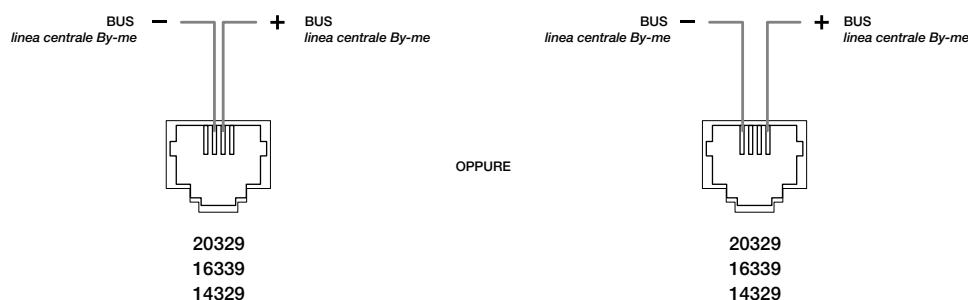 BUS − + BUS
linea centrale By-me linea centrale By-me
BUS − + BUS
linea centrale By-me linea centrale By-me
OPPURE
20329
16339
14329
20329
16339
14329